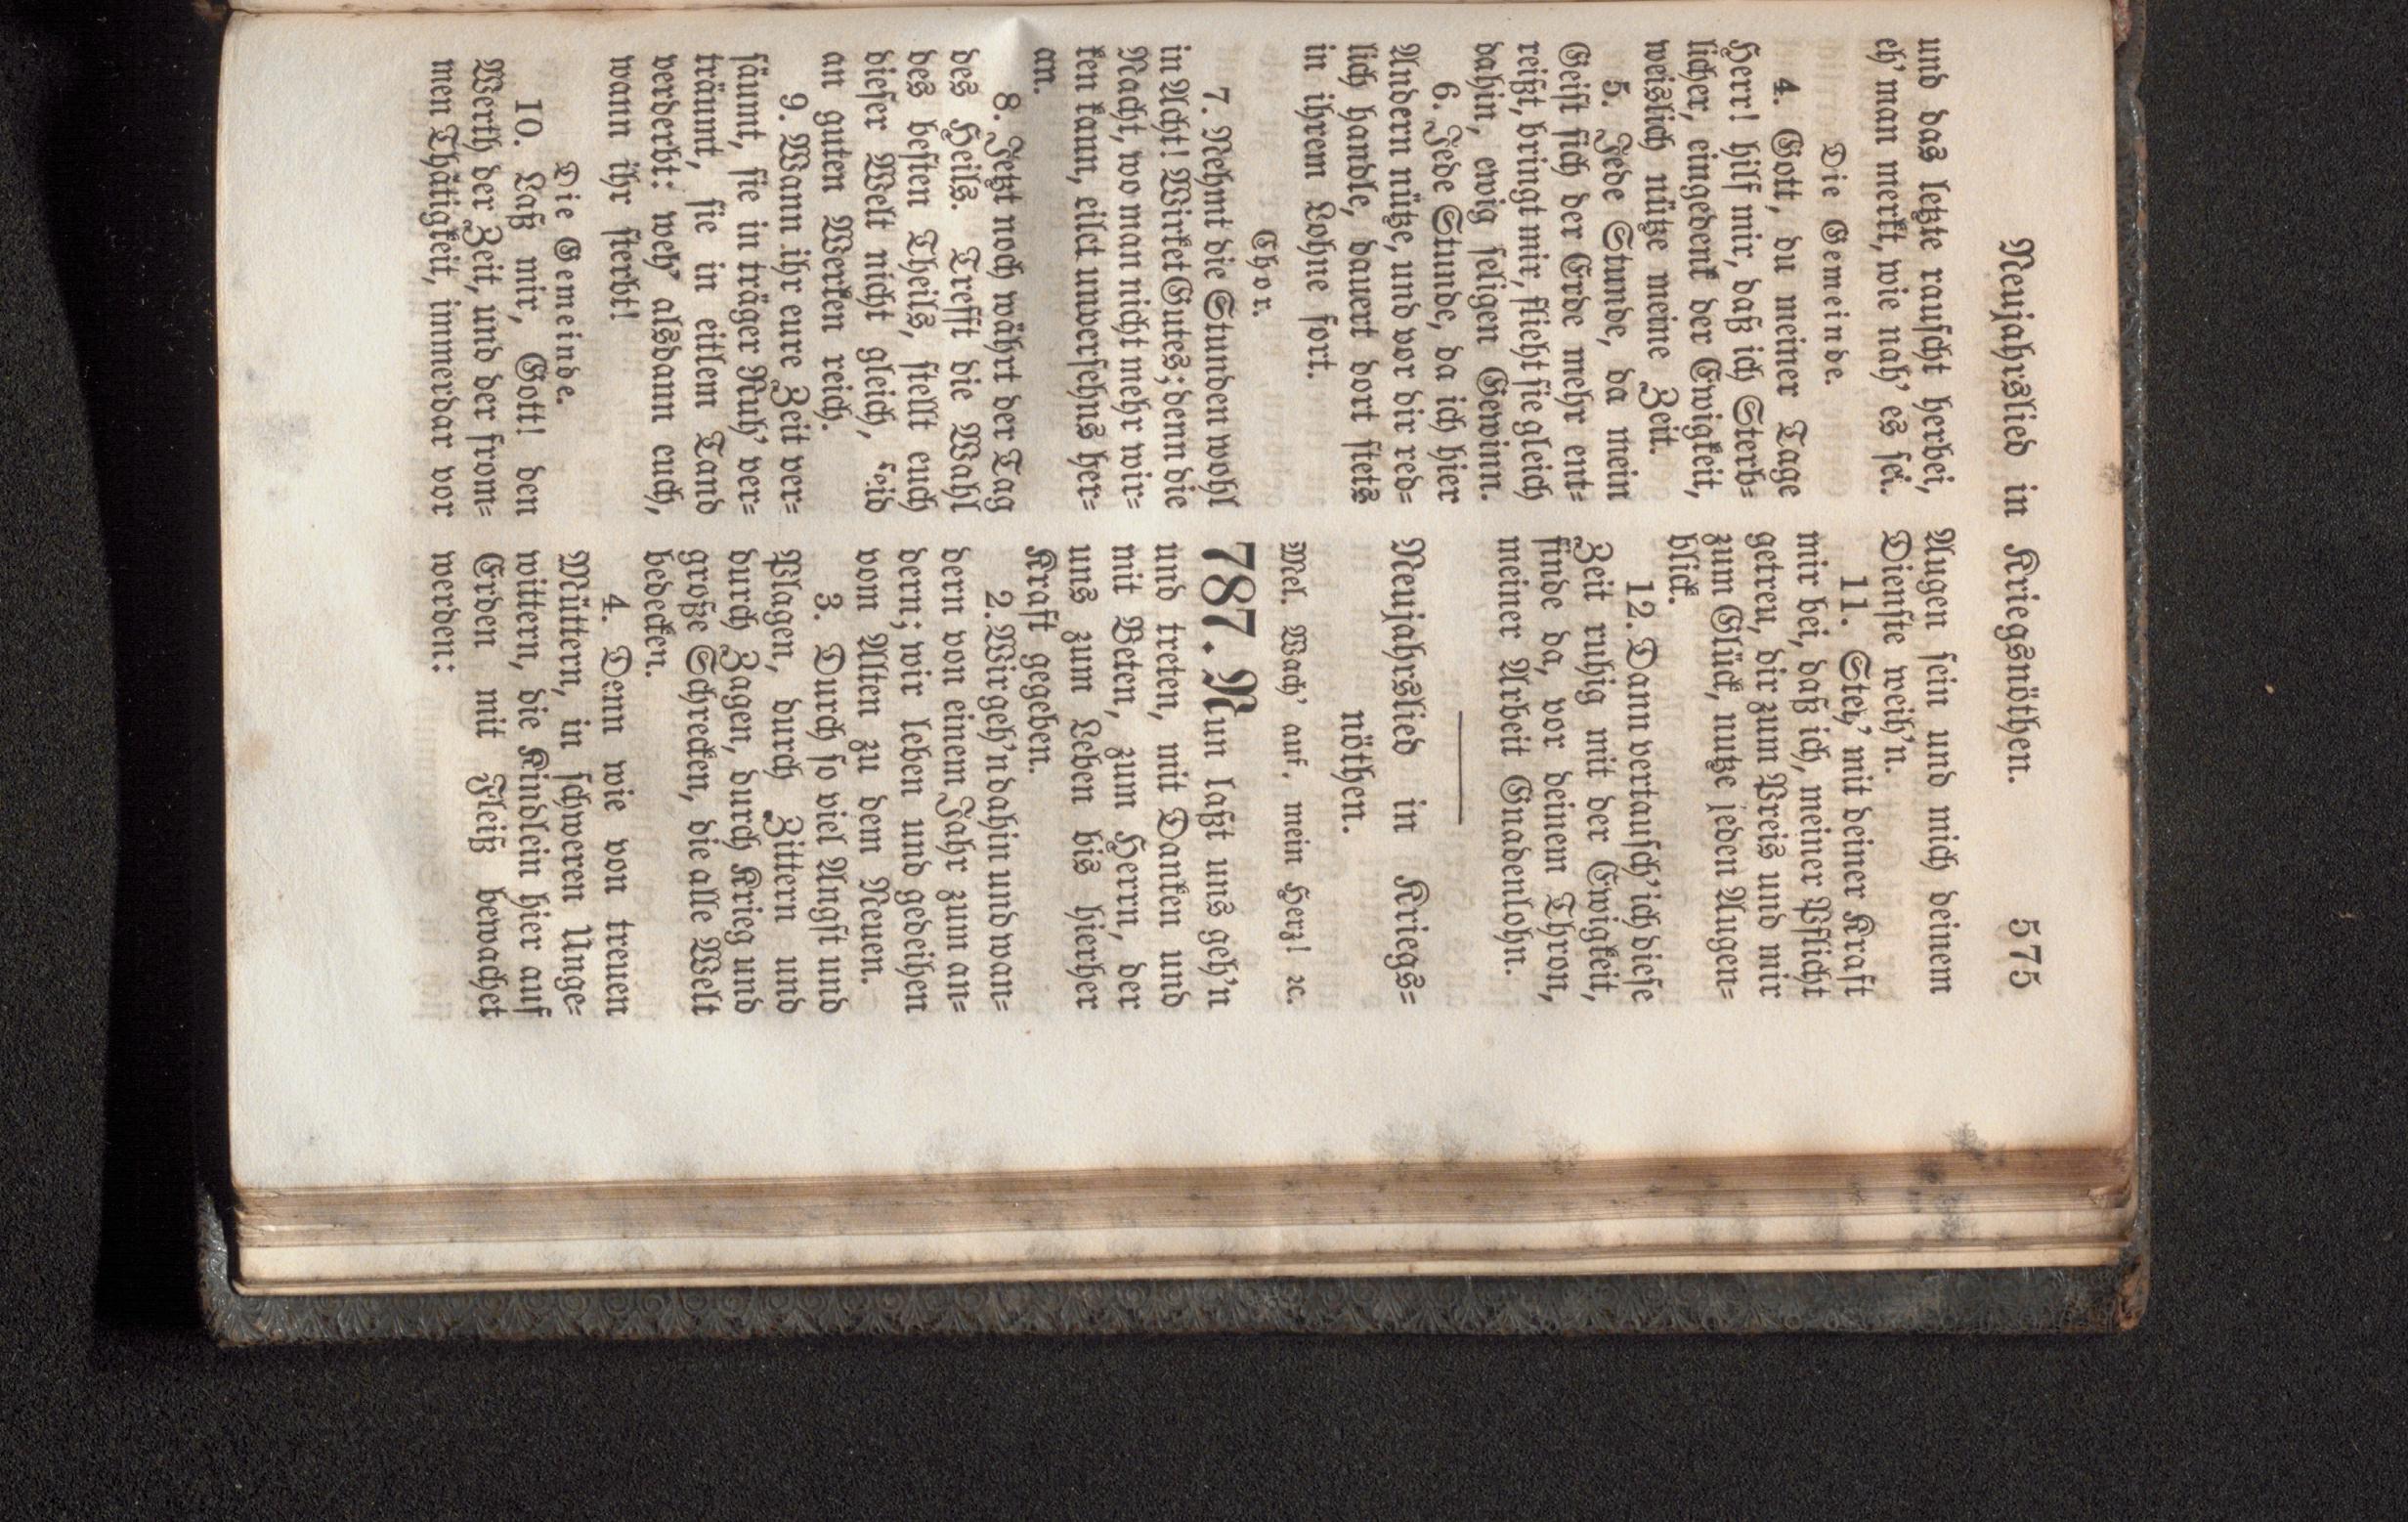 Neujahrslied in Kriegsnöthen. 575
und das letzte rauscht herbei,
eh' man merkt, wie nah' es sei.
Die Gemeinde.
4. Gott, du meiner Tage
Herr! hilf mir, daß ich Sterb-
licher, eingedenk der Ewigkeit,
weislich nütze meine Zeit.
5. Jede Stunde, da mein
Geist sich der Erde mehr ent-
reißt, bringt mir, flieht sie gleich
dahin, ewig seligen Gewinn.
6. Jede Stunde, da ich hier
Andern nütze, und vor dir red-
lich handle, dauert dort stets
in ihrem Lohne fort.
Chor.
7. Nehmt die Stunden wohl
in Acht! Wirket Gutes; denn die
Nacht, wo man nicht mehr wir-
ken kann, eilet unversehns her-
an.
8. Jetzt noch währt der Tag
des Heils. Trefft die Wahl
des besten Theils, stellt euch
dieser Welt nicht gleich, seid
an guten Werken reich.
9. Wann ihr eure Zeit ver-
säumt, sie in träger Ruh' ver-
träumt, sie in eitlem Tand
verderbt: weh' alsdann euch,
wann ihr sterbt!
Die Gemeinde.
10. Laß mir, Gott! den
Werth der Zeit, und der from-
men Thätigkeit, immerdar vor
Augen sein und mich deinem
Dienste weih'n.
11. Steh' mit deiner Kraft
mir bei, daß ich, meiner Pflicht
getreu, dir zum Preis und mir
zum Glück, nutze jeden Augen-
blick.
12. Dann vertausch' ich diese
Zeit ruhig mit der Ewigkeit,
finde da, vor deinem Thron,
meiner Arbeit Gnadenlohn.
Neujahrslied in Kriegs-
nöthen.
Mel. Wach' auf, mein Herz! ꝛc.
787. Nun laßt uns geh'n
und treten, mit Danken und
mit Beten, zum Herrn, der
uns zum Leben bis hierher
Kraft gegeben.
2. Wir geh'n dahin und wan-
dern von einem Jahr zum an-
dern; wir leben und gedeihen
vom Alten zu dem Neuen.
3. Durch so viel Angst und
Plagen, durch Zittern und
durch Zagen, durch Krieg und
große Schrecken, die alle Welt
bedecken.
4. Denn wie von treuen
Müttern, in schweren Unge-
wittern, die Kindlein hier auf
Erden mit Fleiß bewachet
werden: